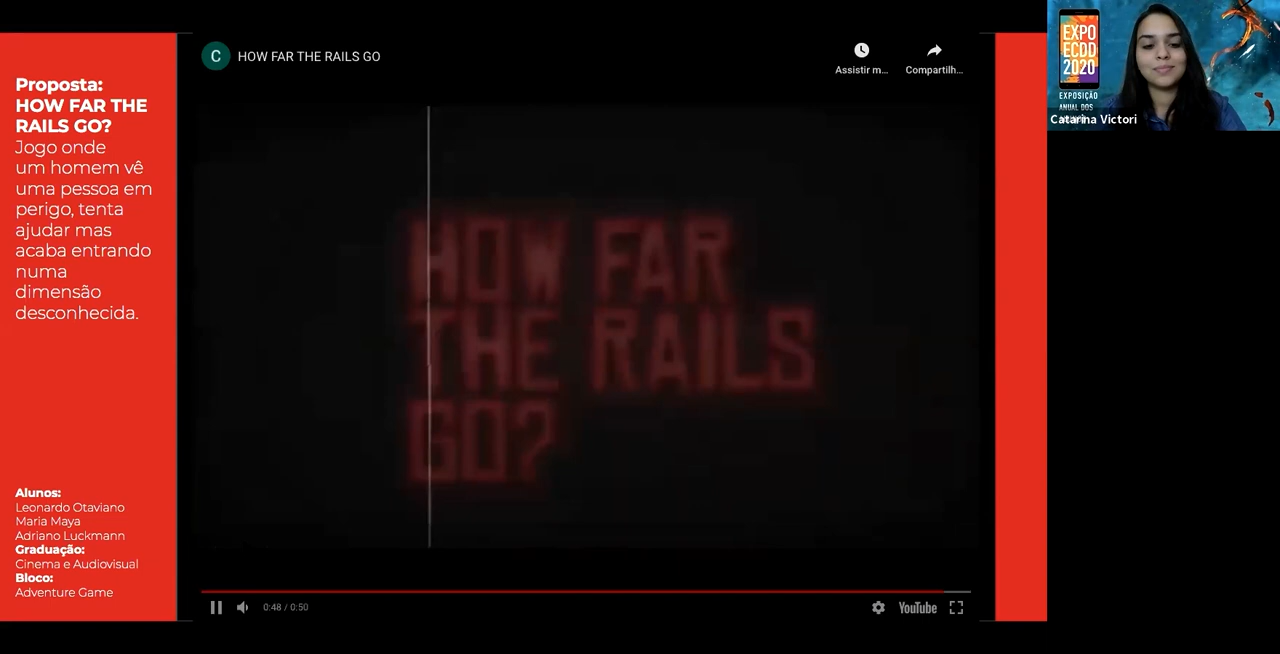 Proposta:
HOW FAR THE
RAILS GO?
Jogo onde
um homem vê
uma pessoa em
perigo, tenta
ajudar mas
acaba entrando
numa
dimensão
desconhecida.
Alunos:
Leonardo Otaviano
Maria Maya
Adriano Luckmann
Graduação:
Cinema e Audiovisual
Bloco:
Adventure Game
C
HOW FAR THE RAILS GO
Assistir m...
Compartilh...
HOW FAR
THE RAILS
GO?
0:48 / 0:50
YouTube
EXPO
ECDD
2020
EXPOSIÇÃO
ANUAL DOS
Catarina Victori